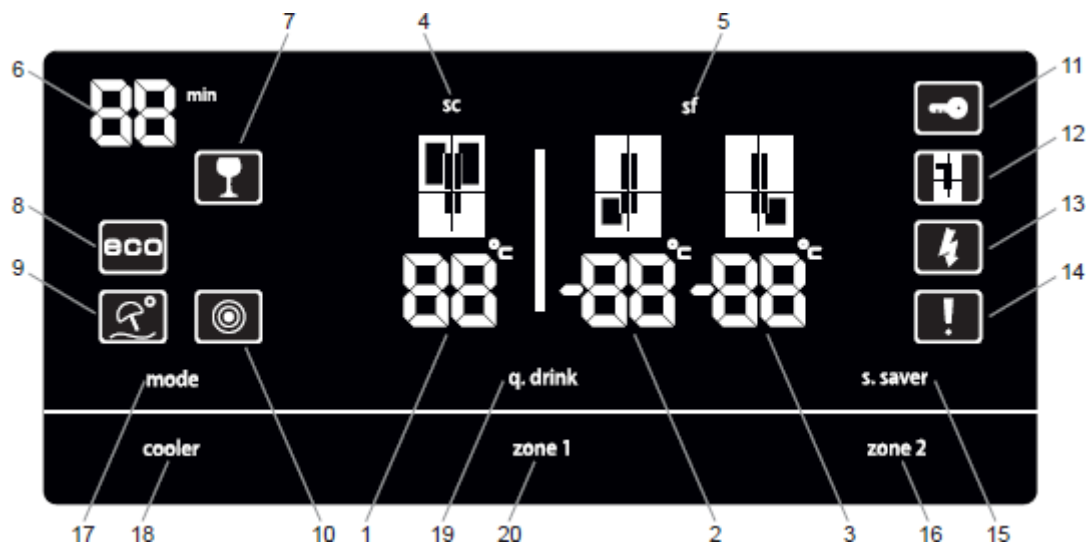 7 4 5
6 88 min sc sf 11
12
8 eco °c °c °c 13
9 88 -88 -88 14
mode q. drink s. saver
cooler zone 1 zone 2
17 18 10 1 19 20 2 3 16 15